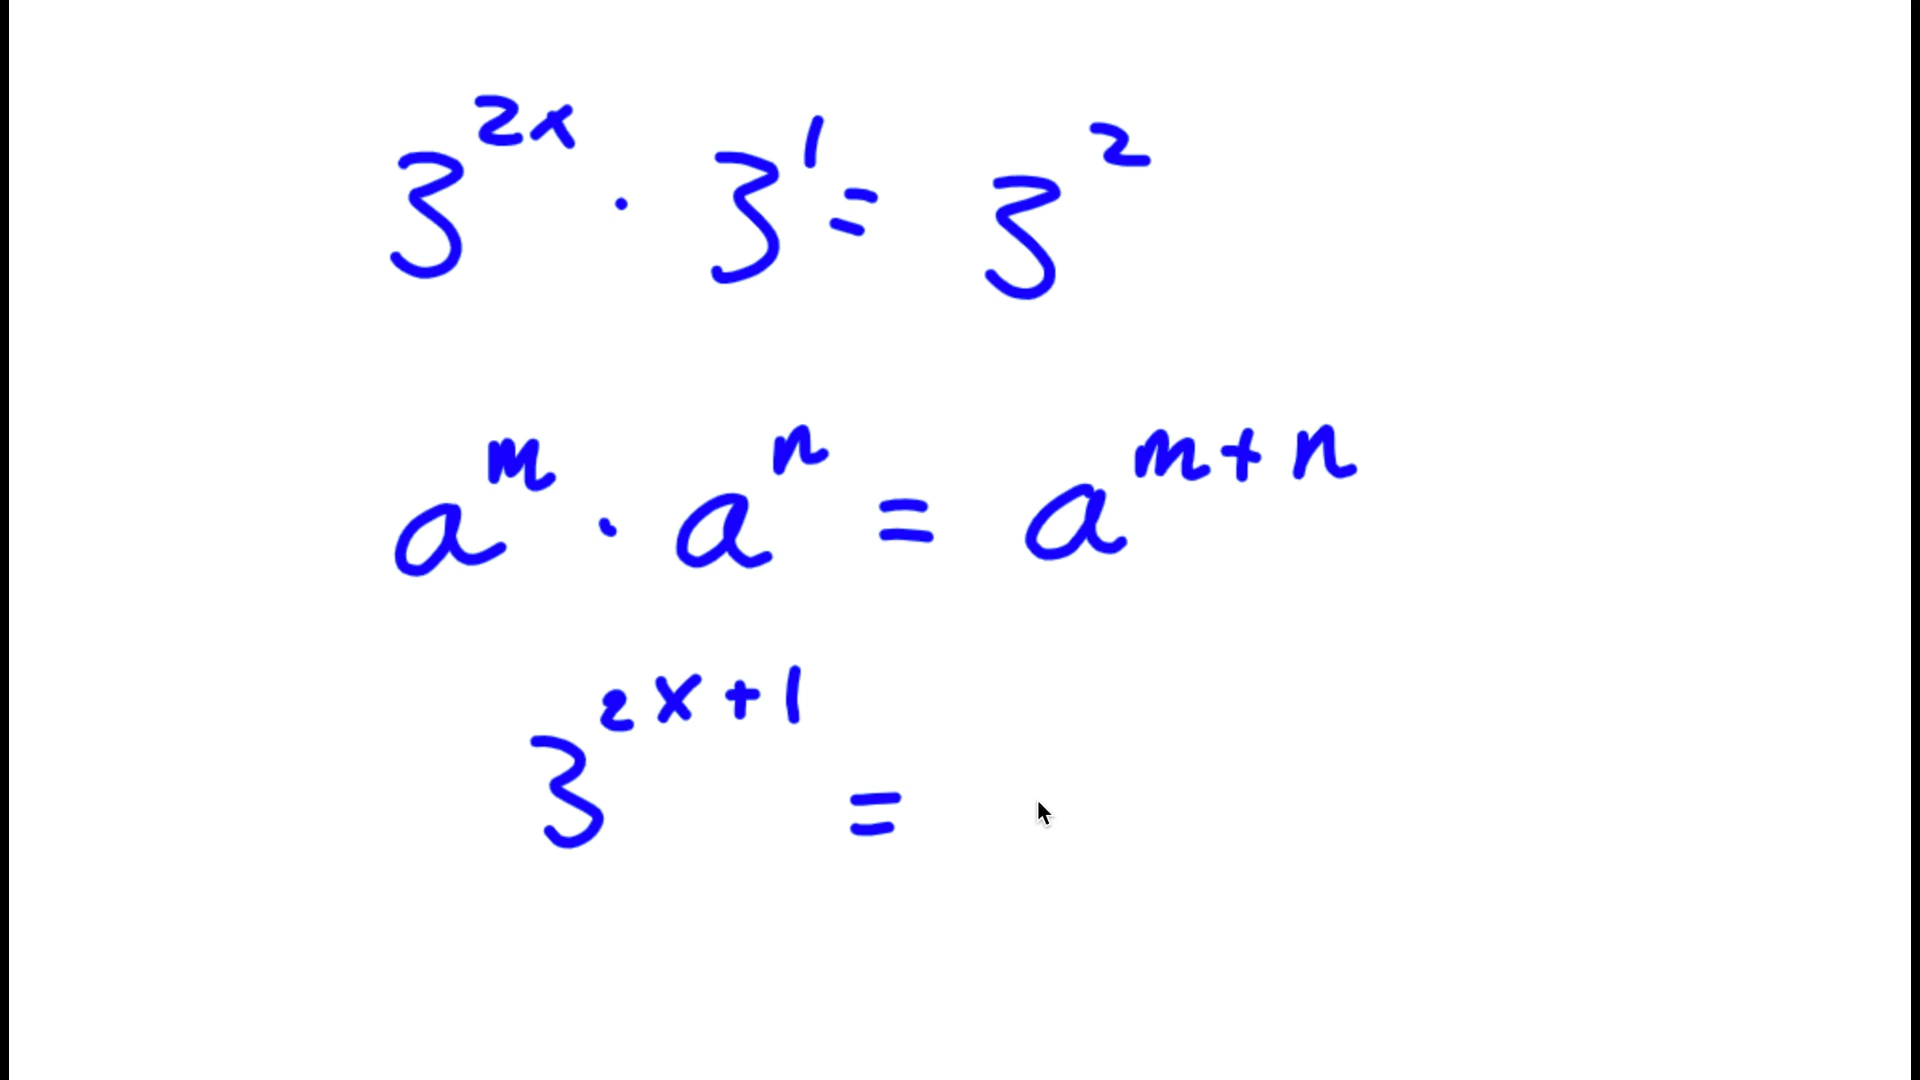 3^{2x} · 3^1 = 3^2
a^m · a^n = a^{m+n}
3^{2x+1} =